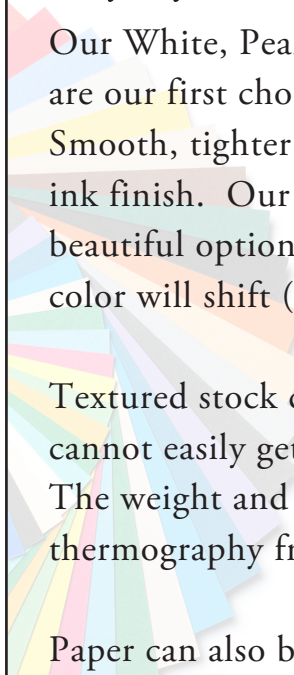 Our White, Pea
are our first cho
Smooth, tighter
ink finish.  Our
beautiful option
color will shift (
Textured stock
cannot easily get
The weight and
thermography fr
Paper can also b